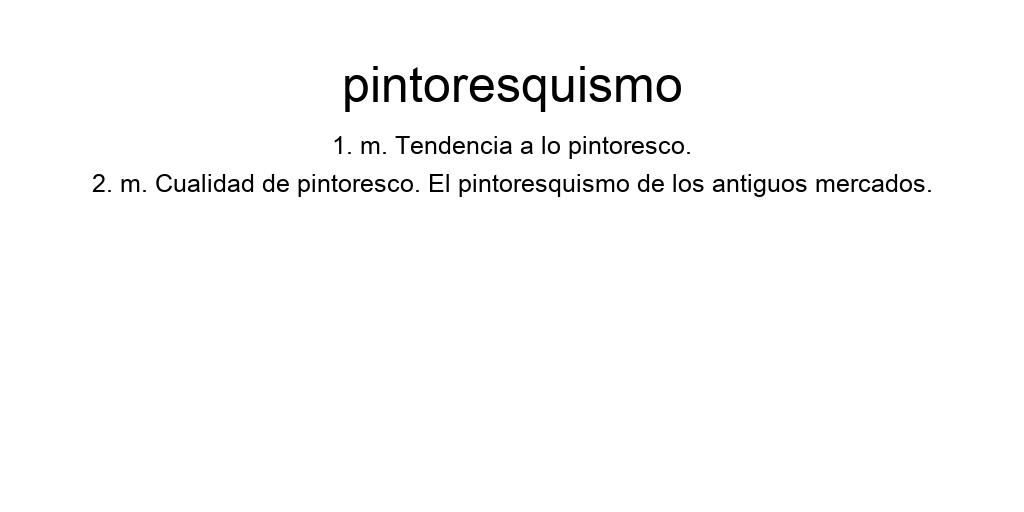 pintoresquismo
1. m. Tendencia a lo pintoresco.
2. m. Cualidad de pintoresco. El pintoresquismo de los antiguos mercados.